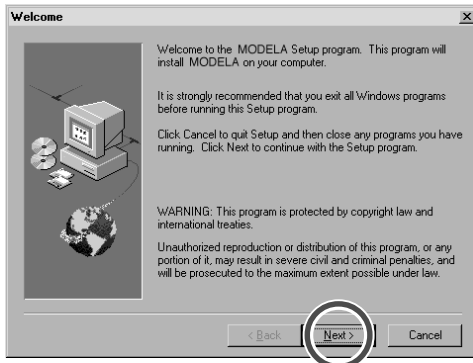 Welcome
Welcome to the MODELA Setup program. This program will
install MODELA on your computer.
It is strongly recommended that you exit all Windows programs
before running this Setup program.
Click Cancel to quit Setup and then close any programs you have
running. Click Next to continue with the Setup program.
WARNING: This program is protected by copyright law and
international treaties.
Unauthorized reproduction or distribution of this program, or any
portion of it, may result in severe civil and criminal penalties, and
will be prosecuted to the maximum extent possible under law.
< Back Next > Cancel